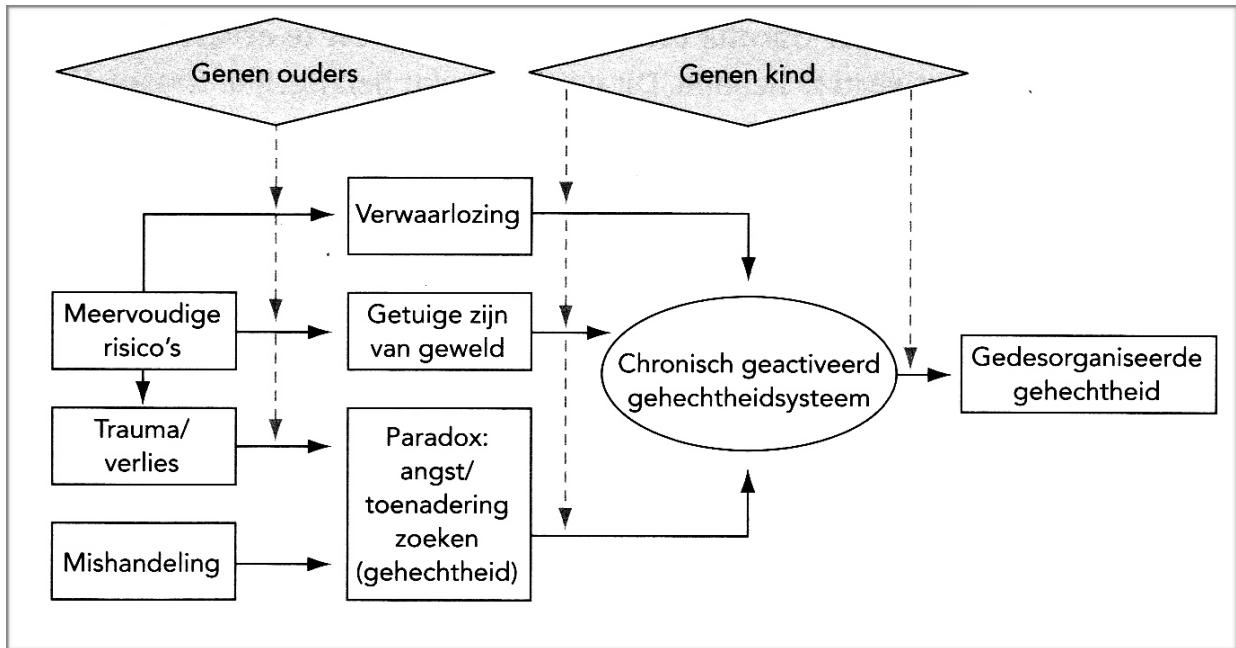 Genen ouders
Genen kind
Verwaarlozing
Meervoudige
risico's
Getuige zijn
van geweld
Chronisch geactiveerd
gehechtheidsysteem
Gedesorganiseerde
gehechtheid
Trauma/
verlies
Paradox:
angst/
toenadering
zoeken
(gehechtheid)
Mishandeling